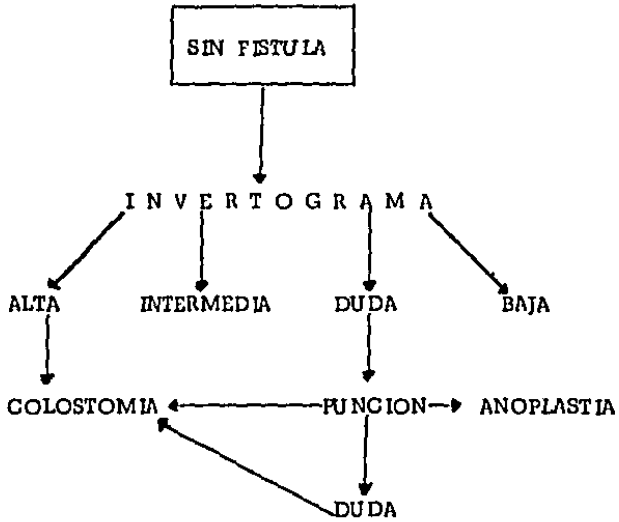 SIN FISTULA
INVERTOGRAMA
ALTA INTERMEDIA DUDA BAJA
COLOSTOMIA PUNCION ANOPLASTIA
DUDA